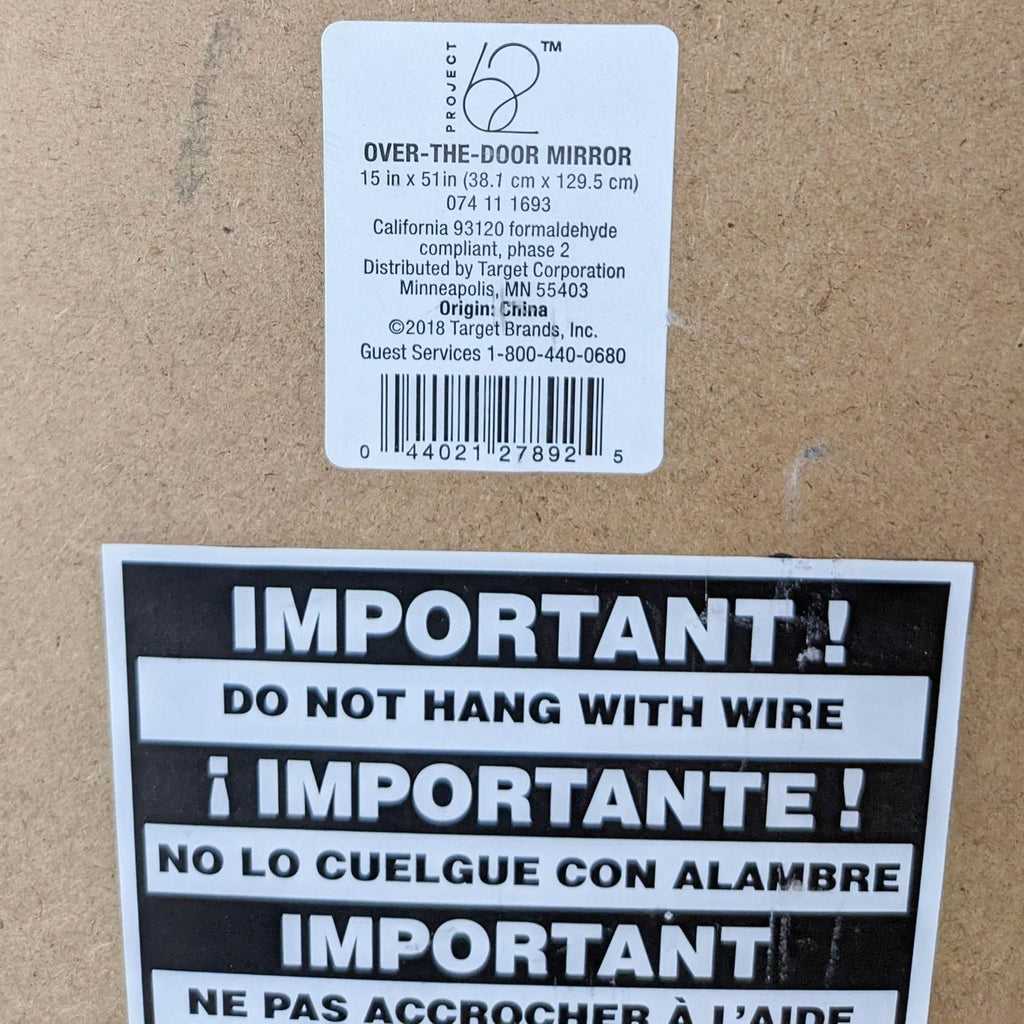 PROJECT
62™
OVER-THE-DOOR MIRROR
15 in x 51in (38.1 cm x 129.5 cm)
074 11 1693
California 93120 formaldehyde
compliant, phase 2
Distributed by Target Corporation
Minneapolis, MN 55403
Origin: China
©2018 Target Brands, Inc.
Guest Services 1-800-440-0680
0 44021 27892 5
IMPORTANT !
DO NOT HANG WITH WIRE
¡ IMPORTANTE !
NO LO CUELGUE CON ALAMBRE
IMPORTANT
NE PAS ACCROCHER À L'AIDE